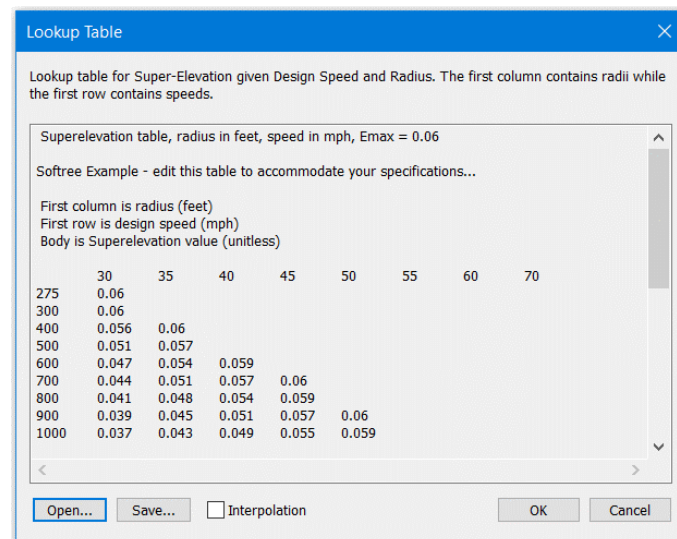 Lookup Table
Lookup table for Super-Elevation given Design Speed and Radius. The first column contains radii while
the first row contains speeds.
Superelevation table, radius in feet, speed in mph, Emax = 0.06
Softree Example - edit this table to accommodate your specifications...
First column is radius (feet)
First row is design speed (mph)
Body is Superelevation value (unitless)
30 35 40 45 50 55 60 70
275 0.06
300 0.06
400 0.056 0.06
500 0.051 0.057
600 0.047 0.054 0.059
700 0.044 0.051 0.057 0.06
800 0.041 0.048 0.054 0.059
900 0.039 0.045 0.051 0.057 0.06
1000 0.037 0.043 0.049 0.055 0.059
Open... Save... Interpolation OK Cancel